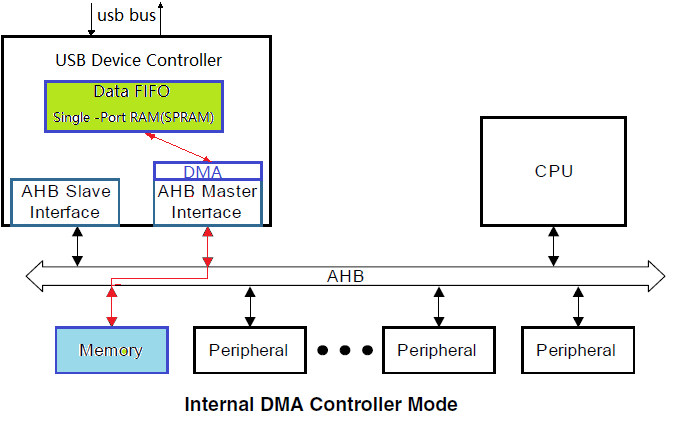 usb bus
USB Device Controller
Data FIFO
Single -Port RAM(SPRAM)
DMA
AHB Slave
Interface
AHB Master
Interface
CPU
AHB
Memory
Peripheral
Peripheral
Peripheral
Internal DMA Controller Mode